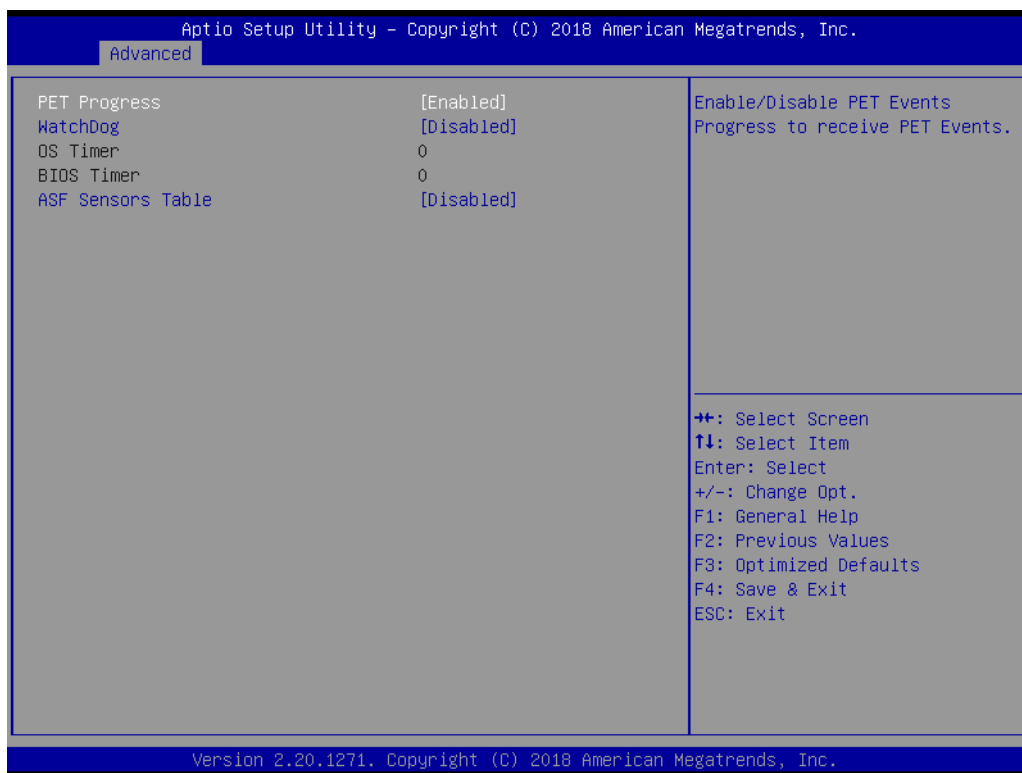 Aptio Setup Utility – Copyright (C) 2018 American Megatrends, Inc.
Advanced
PET Progress [Enabled]
WatchDog [Disabled]
OS Timer 0
BIOS Timer 0
ASF Sensors Table [Disabled]
Enable/Disable PET Events
Progress to receive PET Events.
→←: Select Screen
↑↓: Select Item
Enter: Select
+/-: Change Opt.
F1: General Help
F2: Previous Values
F3: Optimized Defaults
F4: Save & Exit
ESC: Exit
Version 2.20.1271. Copyright (C) 2018 American Megatrends, Inc.